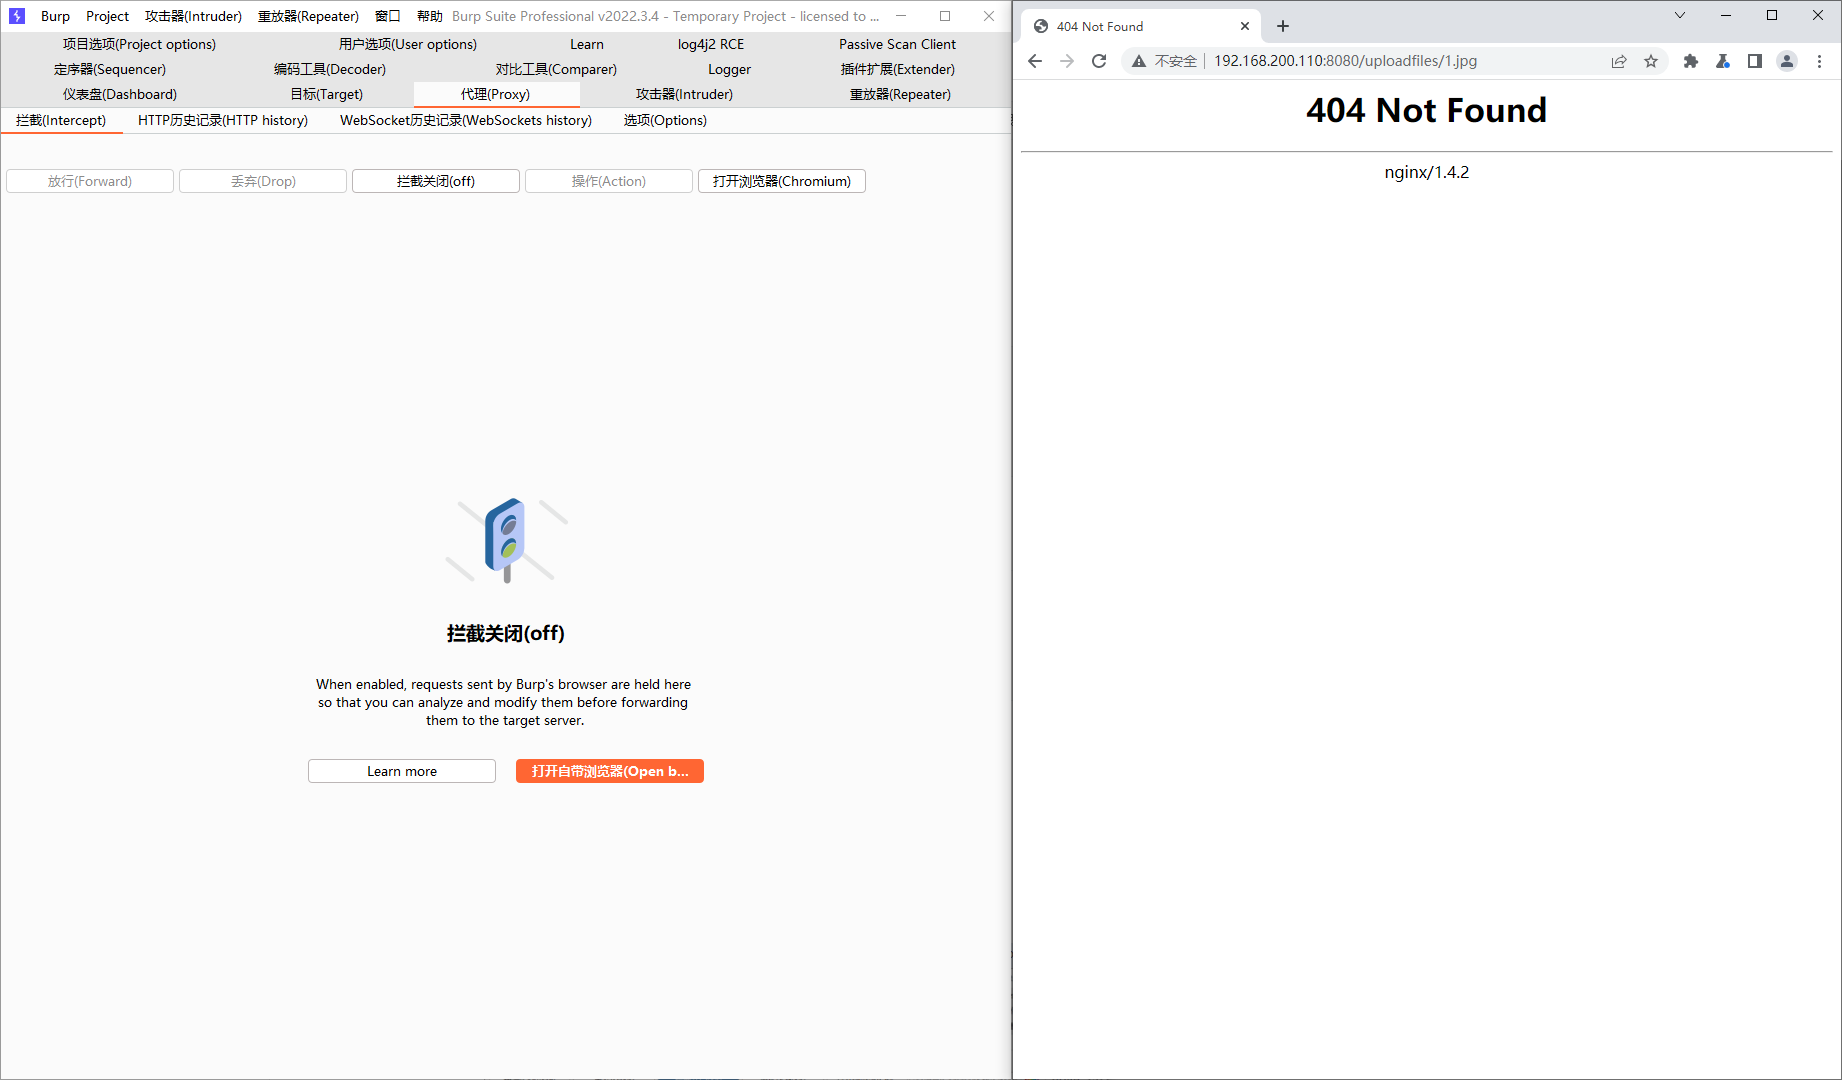 Burp Project 攻击器(Intruder) 重放器(Repeater) 窗口 帮助 Burp Suite Professional v2022.3.4 - Temporary Project - licensed to ...
项目选项(Project options) 用户选项(User options) Learn log4j2 RCE Passive Scan Client
定序器(Sequencer) 编码工具(Decoder) 对比工具(Comparer) Logger 插件扩展(Extender)
仪表盘(Dashboard) 目标(Target) 代理(Proxy) 攻击器(Intruder) 重放器(Repeater)
拦截(Intercept) HTTP历史记录(HTTP history) WebSocket历史记录(WebSockets history) 选项(Options)
放行(Forward) 丢弃(Drop) 拦截关闭(off) 操作(Action) 打开浏览器(Chromium)
拦截关闭(off)
When enabled, requests sent by Burp's browser are held here
so that you can analyze and modify them before forwarding
them to the target server.
Learn more 打开自带浏览器(Open b...
404 Not Found
不安全 192.168.200.110:8080/uploadfiles/1.jpg
404 Not Found
nginx/1.4.2